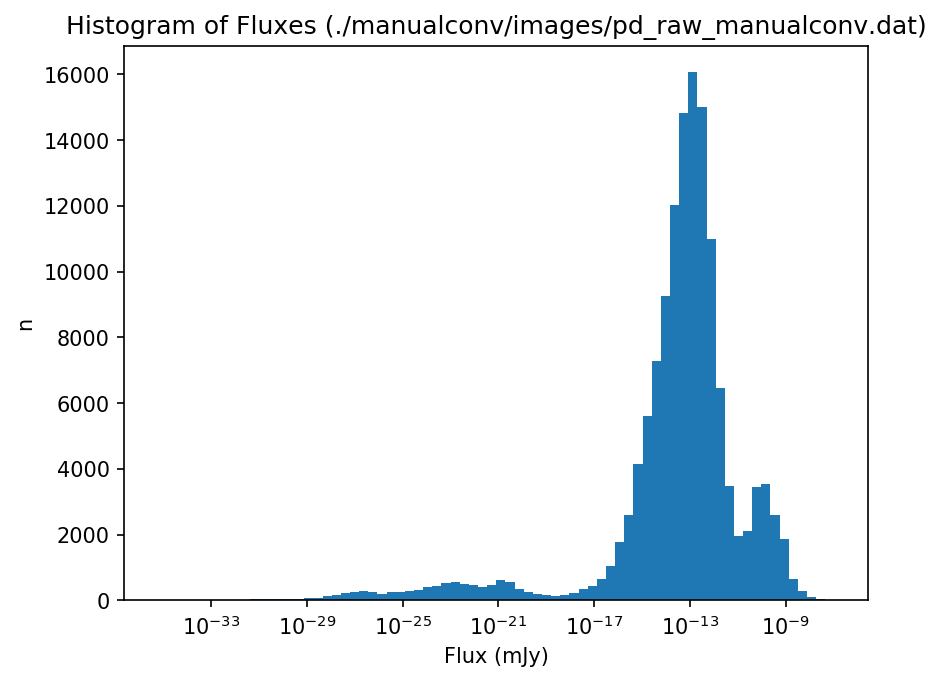 Histogram of Fluxes (./manualconv/images/pd_raw_manualconv.dat)
n
16000
14000
12000
10000
8000
6000
4000
2000
0
10⁻³³ 10⁻²⁹ 10⁻²⁵ 10⁻²¹ 10⁻¹⁷ 10⁻¹³ 10⁻⁹
Flux (mJy)